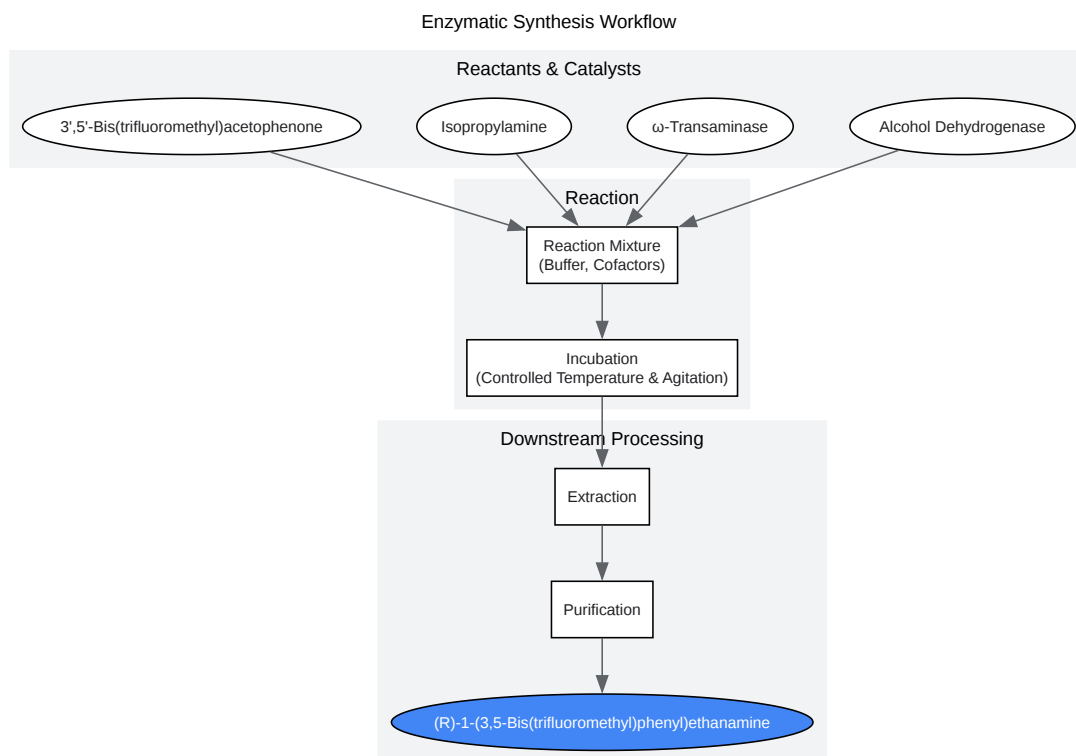 Enzymatic Synthesis Workflow
Reactants & Catalysts
3',5'-Bis(trifluoromethyl)acetophenone
Isopropylamine
ω-Transaminase
Alcohol Dehydrogenase
Reaction
Reaction Mixture
(Buffer, Cofactors)
Incubation
(Controlled Temperature & Agitation)
Downstream Processing
Extraction
Purification
(R)-1-(3,5-Bis(trifluoromethyl)phenyl)ethanamine